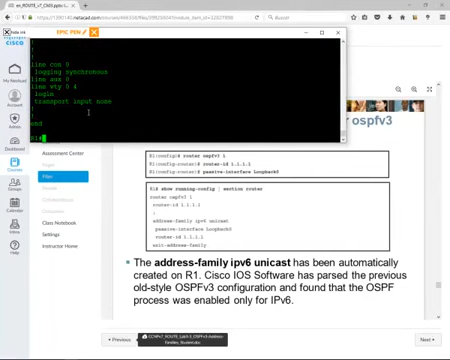 en_ROUTE_v7_Ch03.pptx
Buscar
CISCO
EPIC PEN
!
!
!
line con 0
logging synchronous
line aux 0
line vty 0 4
login
transport input none
!
!
end
R1#
ospfv3
My NetAcad
Account
Admin
Dashboard
Courses
Groups
Calendar
Inbox
Help
Assessment Center
Files
Class Notebook
Settings
Instructor Home
R1(config)# router ospfv3 1
R1(config-router)# router-id 1.1.1.1
R1(config-router)# passive-interface Loopback0
R1# show running-config | section router
router ospfv3 1
router-id 1.1.1.1
!
address-family ipv6 unicast
passive-interface Loopback0
router-id 1.1.1.1
exit-address-family
• The address-family ipv6 unicast has been automatically
created on R1. Cisco IOS Software has parsed the previous
old-style OSPFv3 configuration and found that the OSPF
process was enabled only for IPv6.
Previous
Next